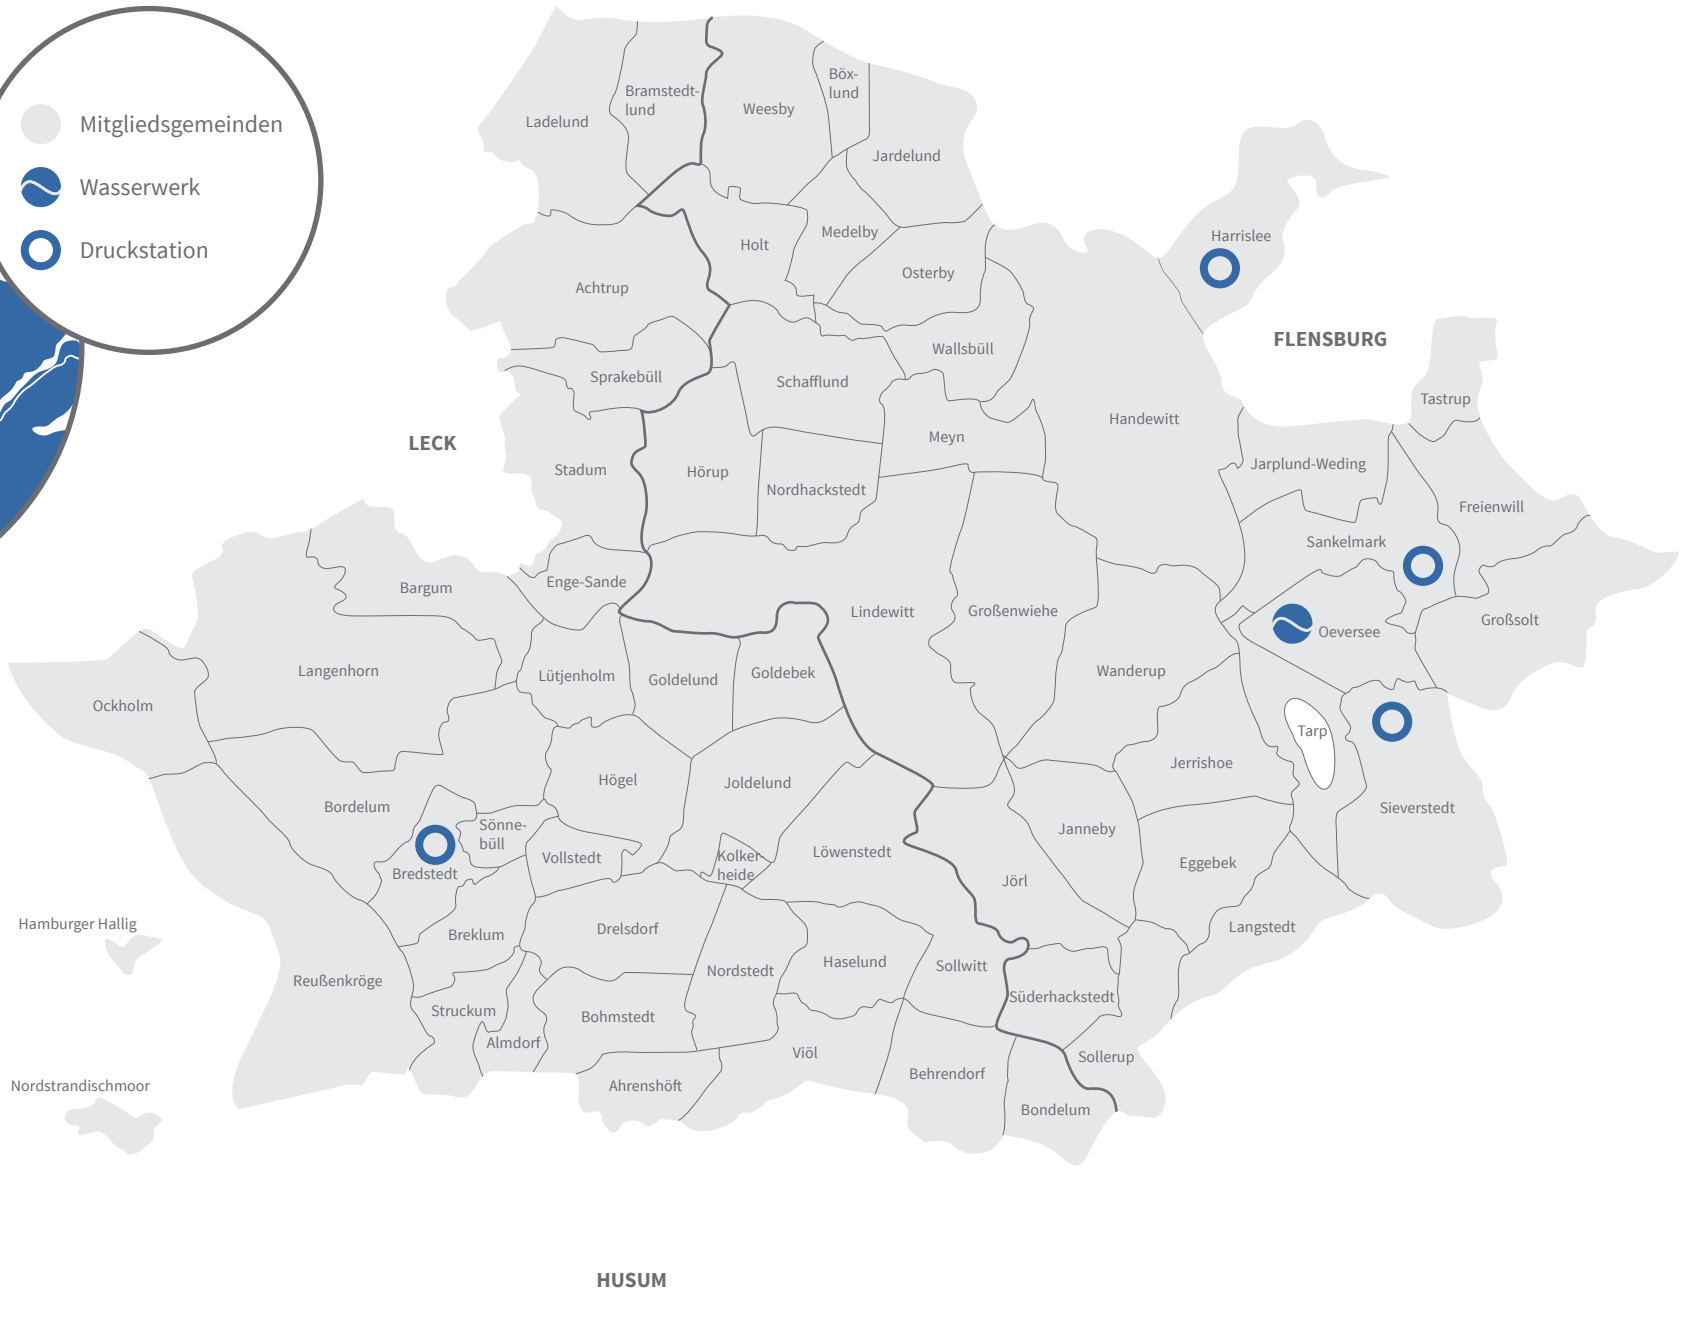 Mitgliedsgemeinden
Wasserwerk
Druckstation
Böx-
lund
Bramstedt-
lund
Weesby
Ladelund
Jardelund
Medelby
Harrislee
Holt
Osterby
Achtrup
FLENSBURG
Wallsbüll
Sprakebüll
Schafflund
Tastrup
Handewitt
Meyn
LECK
Jarplund-Weding
Stadum
Hörup
Nordhackstedt
Freienwill
Sankelmark
Enge-Sande
Bargum
Lindewitt
Großenwiehe
Großsolt
Oeversee
Langenhorn
Wanderup
Goldebek
Lütjenholm
Goldelund
Ockholm
Tarp
Jerrishoe
Högel
Joldelund
Bordelum
Sieverstedt
Sönne-
büll
Janneby
Vollstedt
Kolker-
heide
Löwenstedt
Eggebek
Bredstedt
Jörl
Hamburger Hallig
Langstedt
Drelsdorf
Breklum
Haselund
Sollwitt
Nordstedt
Reußenkröge
Süderhackstedt
Struckum
Bohmstedt
Almdorf
Viöl
Sollerup
Behrendorf
Nordstrandischmoor
Ahrenshöft
Bondelum
HUSUM